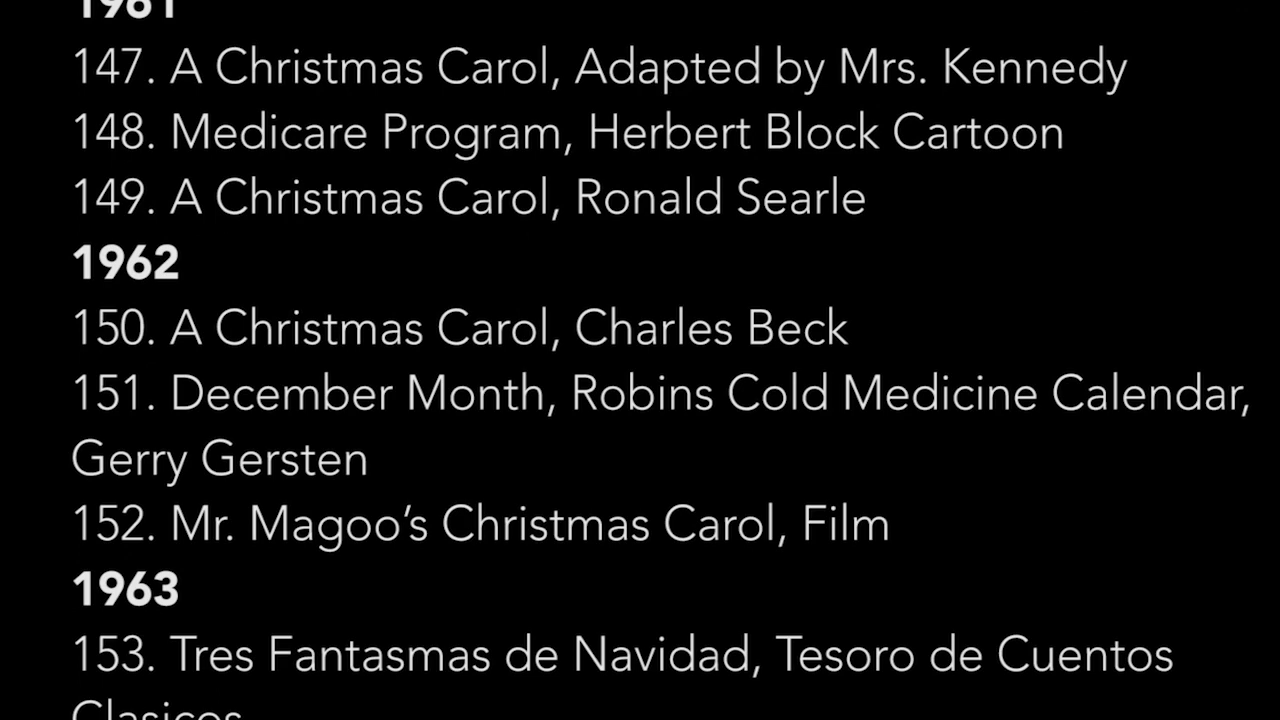 1961
147. A Christmas Carol, Adapted by Mrs. Kennedy
148. Medicare Program, Herbert Block Cartoon
149. A Christmas Carol, Ronald Searle
1962
150. A Christmas Carol, Charles Beck
151. December Month, Robins Cold Medicine Calendar,
Gerry Gersten
152. Mr. Magoo’s Christmas Carol, Film
1963
153. Tres Fantasmas de Navidad, Tesoro de Cuentos
Clasicos